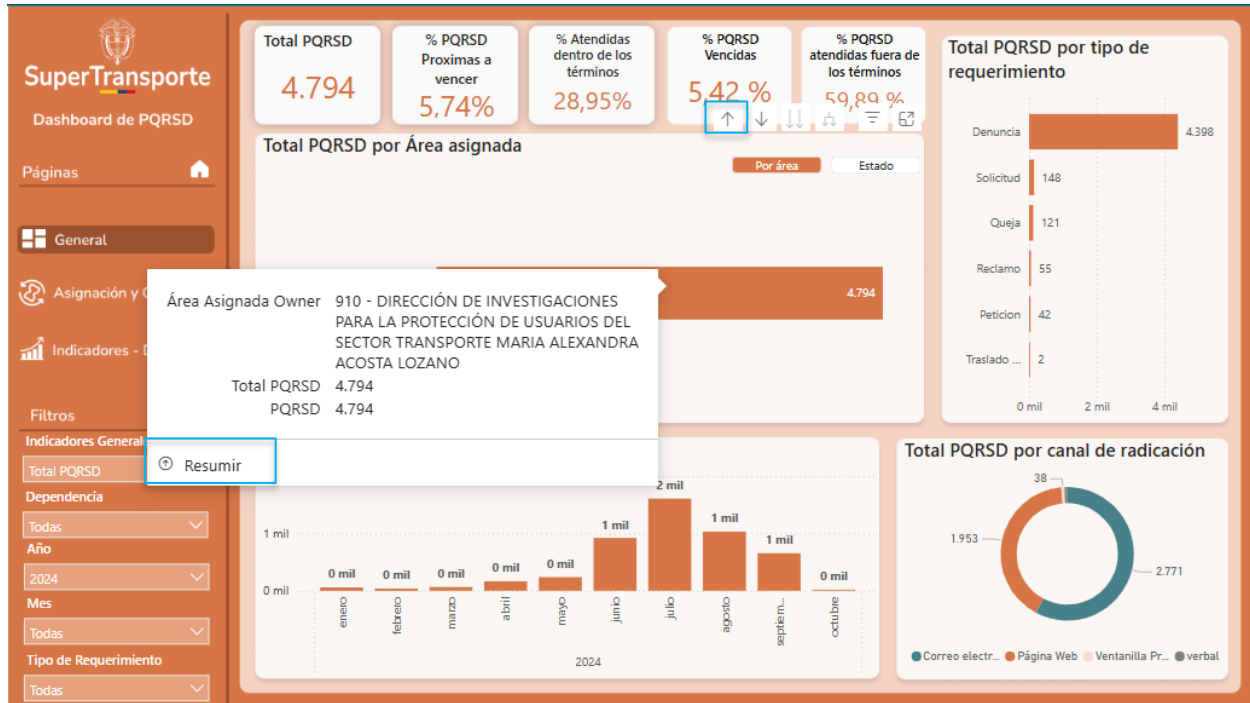 SuperTransporte
Dashboard de PQRSD
Páginas
General
Asignación y
Indicadores -
Filtros
Indicadores General
Total PQRSD
Dependencia
Todas
Año
2024
Mes
Todas
Tipo de Requerimiento
Todas
Total PQRSD
4.794
% PQRSD
Proximas a
vencer
5,74%
% Atendidas
dentro de los
términos
28,95%
% PQRSD
Vencidas
5,42 %
% PQRSD
atendidas fuera de
los términos
59,89 %
Total PQRSD por Área asignada
Por área
Estado
4.794
Área Asignada Owner 910 - DIRECCIÓN DE INVESTIGACIONES
PARA LA PROTECCIÓN DE USUARIOS DEL
SECTOR TRANSPORTE MARIA ALEXANDRA
ACOSTA LOZANO
Total PQRSD 4.794
PQRSD 4.794
Resumir
2 mil
1 mil
0 mil
0 mil
0 mil
0 mil
0 mil
0 mil
1 mil
1 mil
1 mil
0 mil
enero
febrero
marzo
abril
mayo
junio
julio
agosto
septiem...
octubre
2024
Total PQRSD por tipo de
requerimiento
Denuncia 4.398
Solicitud 148
Queja 121
Reclamo 55
Peticion 42
Traslado ... 2
0 mil 2 mil 4 mil
Total PQRSD por canal de radicación
38
1.953
2.771
Correo electr... Página Web Ventanilla Pr... verbal